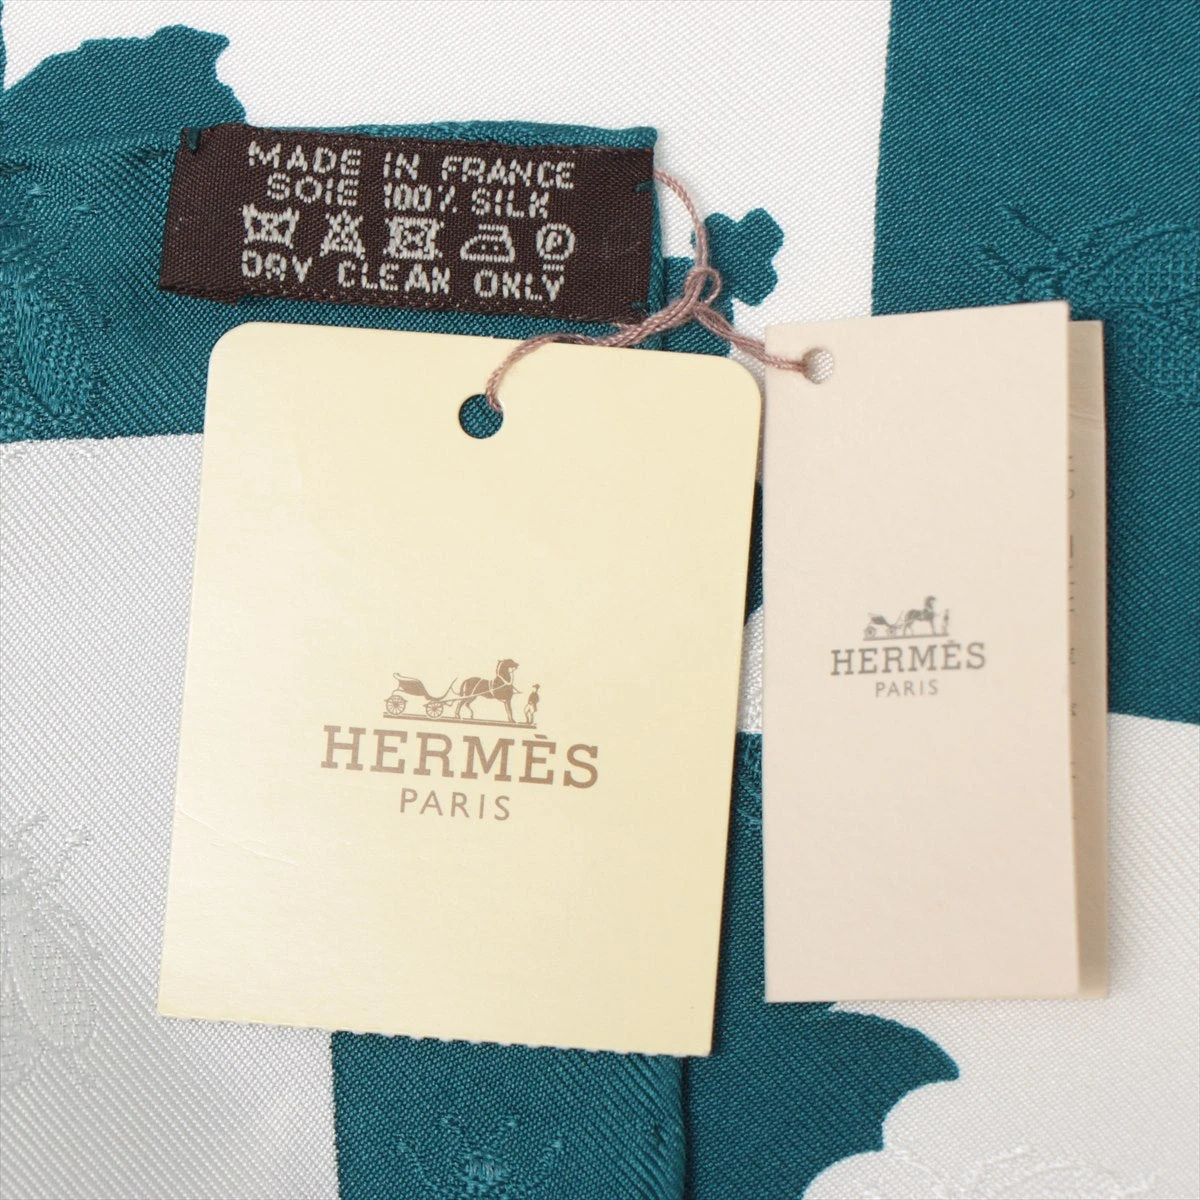 MADE IN FRANCE
SOIE 100% SILK
P
DRY CLEAN ONLY
HERMÈS
PARIS
HERMÈS
PARIS